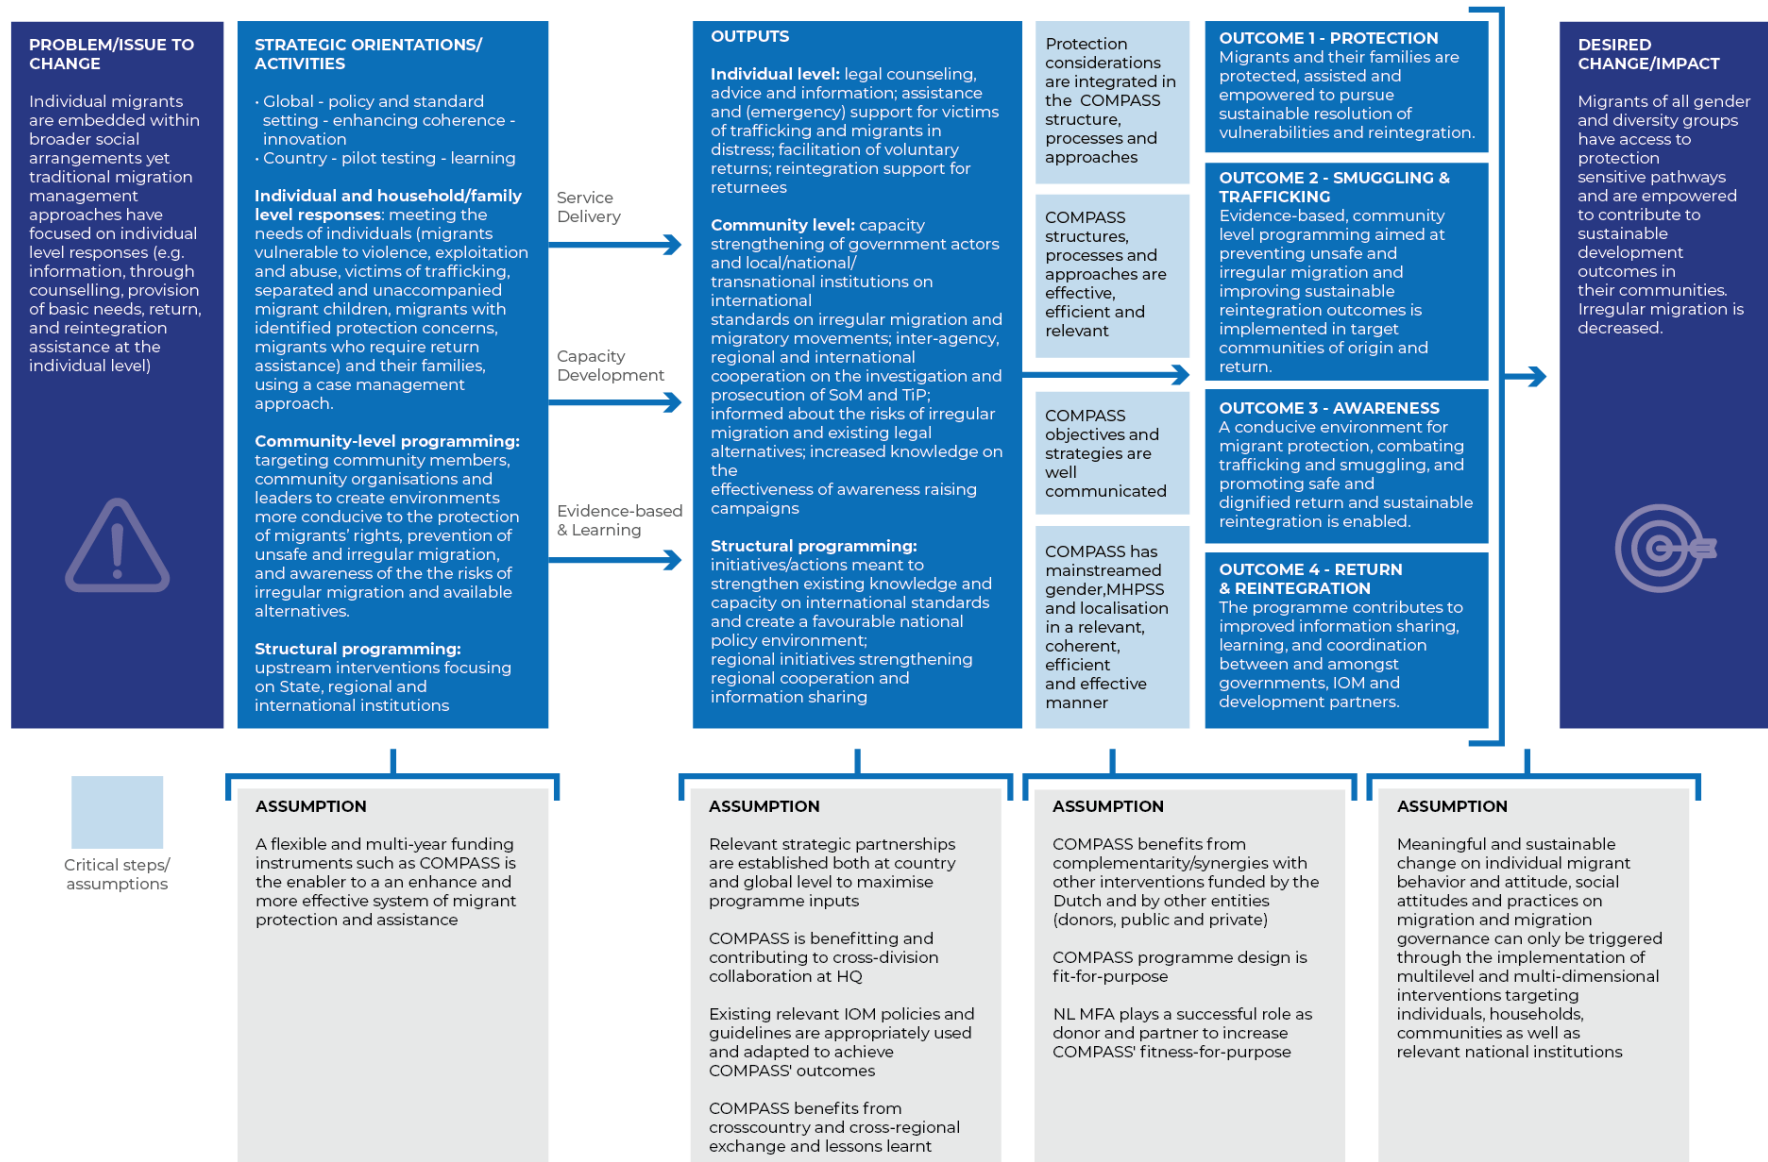 PROBLEM/ISSUE TO
CHANGE
Individual migrants
are embedded within
broader social
arrangements yet
traditional migration
management
approaches have
focused on individual
level responses (e.g.
information, through
counselling, provision
of basic needs, return,
and reintegration
assistance at the
individual level)
STRATEGIC ORIENTATIONS/
ACTIVITIES
· Global - policy and standard
setting - enhancing coherence -
innovation
· Country - pilot testing - learning
Individual and household/family
level responses: meeting the
needs of individuals (migrants
vulnerable to violence, exploitation
and abuse, victims of trafficking,
separated and unaccompanied
migrant children, migrants with
identified protection concerns,
migrants who require return
assistance) and their families,
using a case management
approach.
Community-level programming:
targeting community members,
community organisations and
leaders to create environments
more conducive to the protection
of migrants' rights, prevention of
unsafe and irregular migration,
and awareness of the the risks of
irregular migration and available
alternatives.
Structural programming:
upstream interventions focusing
on State, regional and
international institutions
Service
Delivery
Capacity
Development
Evidence-based
& Learning
OUTPUTS
Individual level: legal counseling,
advice and information; assistance
and (emergency) support for victims
of trafficking and migrants in
distress; facilitation of voluntary
returns; reintegration support for
returnees
Community level: capacity
strengthening of government actors
and local/national/
transnational institutions on
international
standards on irregular migration and
migratory movements; inter-agency,
regional and international
cooperation on the investigation and
prosecution of SoM and TiP;
informed about the risks of irregular
migration and existing legal
alternatives; increased knowledge on
the
effectiveness of awareness raising
campaigns
Structural programming:
initiatives/actions meant to
strengthen existing knowledge and
capacity on international standards
and create a favourable national
policy environment;
regional initiatives strengthening
regional cooperation and
information sharing
Protection
considerations
are integrated in
the COMPASS
structure,
processes and
approaches
COMPASS
structures,
processes and
approaches are
effective,
efficient and
relevant
COMPASS
objectives and
strategies are
well
communicated
COMPASS has
mainstreamed
gender,MHPSS
and localisation
in a relevant,
coherent,
efficient
and effective
manner
OUTCOME 1 - PROTECTION
Migrants and their families are
protected, assisted and
empowered to pursue
sustainable resolution of
vulnerabilities and reintegration.
OUTCOME 2 - SMUGGLING &
TRAFFICKING
Evidence-based, community
level programming aimed at
preventing unsafe and
irregular migration and
improving sustainable
reintegration outcomes is
implemented in target
communities of origin and
return.
OUTCOME 3 - AWARENESS
A conducive environment for
migrant protection, combating
trafficking and smuggling, and
promoting safe and
dignified return and sustainable
reintegration is enabled.
OUTCOME 4 - RETURN
& REINTEGRATION
The programme contributes to
improved information sharing,
learning, and coordination
between and amongst
governments, IOM and
development partners.
DESIRED
CHANGE/IMPACT
Migrants of all gender
and diversity groups
have access to
protection
sensitive pathways
and are empowered
to contribute to
sustainable
development
outcomes in
their communities.
Irregular migration is
decreased.
Critical steps/
assumptions
ASSUMPTION
A flexible and multi-year funding
instruments such as COMPASS is
the enabler to a an enhance and
more effective system of migrant
protection and assistance
ASSUMPTION
Relevant strategic partnerships
are established both at country
and global level to maximise
programme inputs
COMPASS is benefitting and
contributing to cross-division
collaboration at HQ
Existing relevant IOM policies and
guidelines are appropriately used
and adapted to achieve
COMPASS' outcomes
COMPASS benefits from
crosscountry and cross-regional
exchange and lessons learnt
ASSUMPTION
COMPASS benefits from
complementarity/synergies with
other interventions funded by the
Dutch and by other entities
(donors, public and private)
COMPASS programme design is
fit-for-purpose
NL MFA plays a successful role as
donor and partner to increase
COMPASS' fitness-for-purpose
ASSUMPTION
Meaningful and sustainable
change on individual migrant
behavior and attitude, social
attitudes and practices on
migration and migration
governance can only be triggered
through the implementation of
multilevel and multi-dimensional
interventions targeting
individuals, households,
communities as well as
relevant national institutions